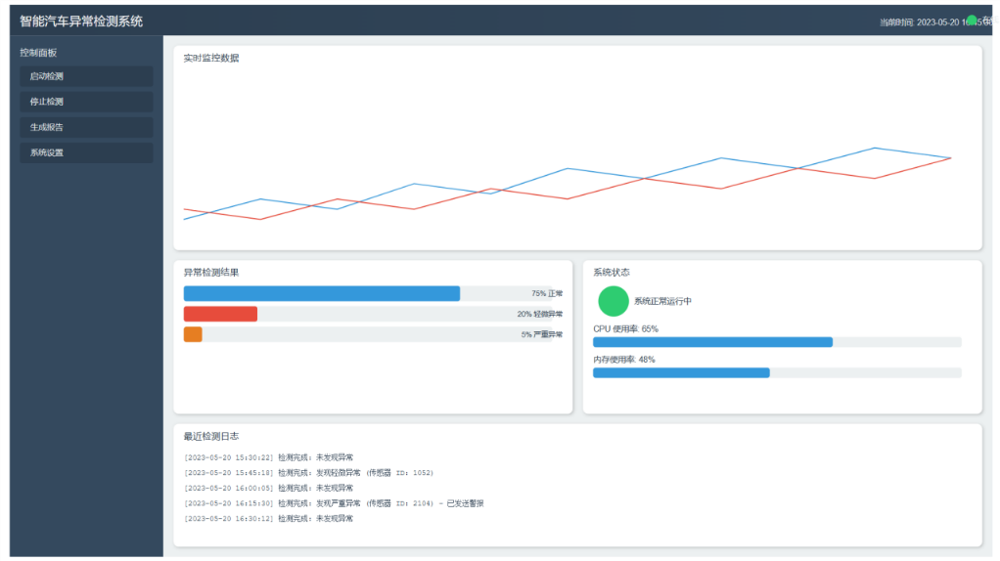 智能汽车异常检测系统
当前时间: 2023-05-20 16:45
控制面板
启动检测
停止检测
生成报告
系统设置
实时监控数据
异常检测结果
75% 正常
20% 轻微异常
5% 严重异常
系统状态
系统正常运行中
CPU 使用率: 65%
内存使用率: 48%
最近检测日志
[2023-05-20 15:30:22] 检测完成: 未发现异常
[2023-05-20 15:45:18] 检测完成: 发现轻微异常 (传感器 ID: 1052)
[2023-05-20 16:00:05] 检测完成: 未发现异常
[2023-05-20 16:15:30] 检测完成: 发现严重异常 (传感器 ID: 2104) - 已发送警报
[2023-05-20 16:30:12] 检测完成: 未发现异常